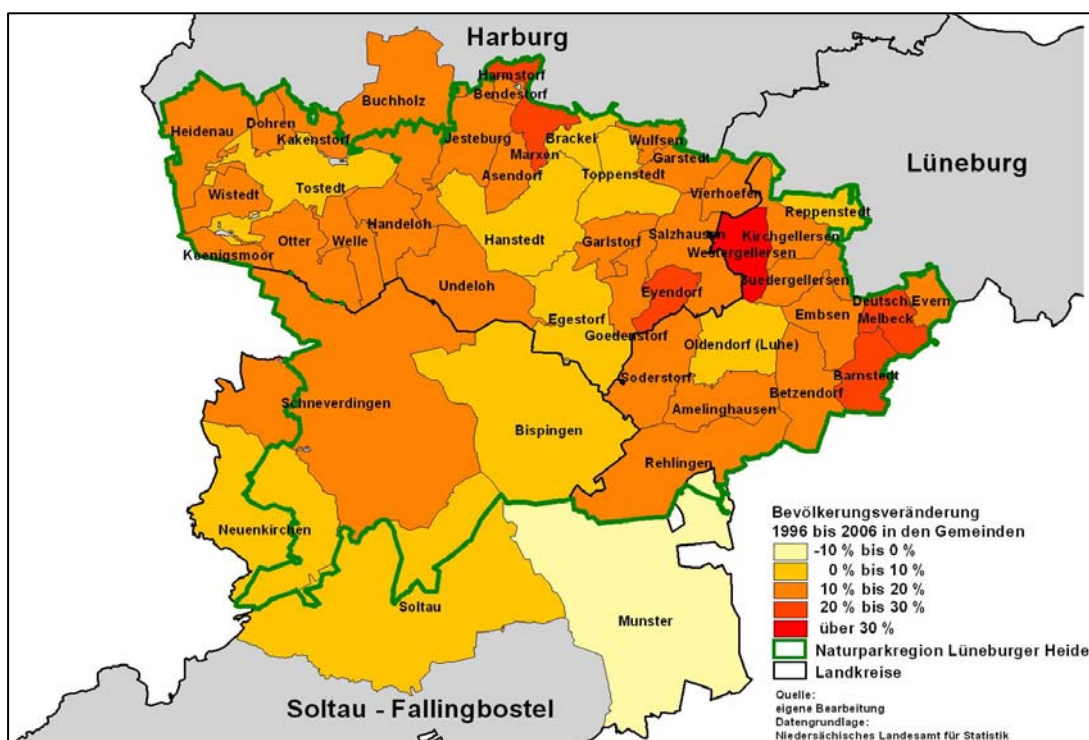 Harburg
Harmstorf
Bendestorf
Buchholz
Heidenau
Dohren
Kakenstorf
Jesteburg
Brackel
Wulfsen
Marxen
Garstedt
Asendorf
Toppenstedt
Lüneburg
Wistedt
Tostedt
Vierhoefen
Reppenstedt
Handeloh
Hanstedt
Salzhausen
Kirchgellersen
Otter
Welle
Garlstorf
Westergellersen
Koenigsmoor
Undeloh
Eyendorf
Suedergellersen
Egestorf
Deutsch Evern
Embsen
Melbeck
Goedenstorf
Oldendorf (Luhe)
Barnstedt
Soderstorf
Betzendorf
Schneverdingen
Amelinghausen
Bispingen
Rehlingen
Neuenkirchen
Soltau
Munster
Soltau - Fallingbostel
Bevölkerungsveränderung
1996 bis 2006 in den Gemeinden
-10 % bis 0 %
0 % bis 10 %
10 % bis 20 %
20 % bis 30 %
über 30 %
Naturparkregion Lüneburger Heide
Landkreise
Quelle:
eigene Bearbeitung
Datengrundlage:
Niedersächsisches Landesamt für Statistik